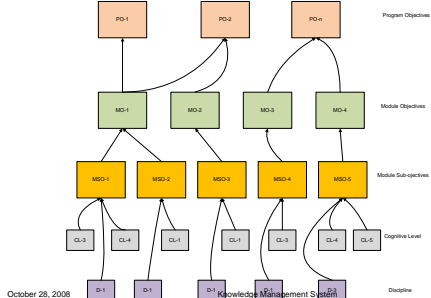 PO-1 PO-2 PO-n Program Objectives
MO-1 MO-2 MO-3 MO-4 Module Objectives
MSO-1 MSO-2 MSO-3 MSO-4 MSO-5 Module Sub-objectives
CL-3 CL-4 CL-1 CL-1 CL-3 CL-4 CL-5 Cognitive Level
D-1 D-1 D-1 D-1 D-3 Discipline
October 28, 2008 Knowledge Management System